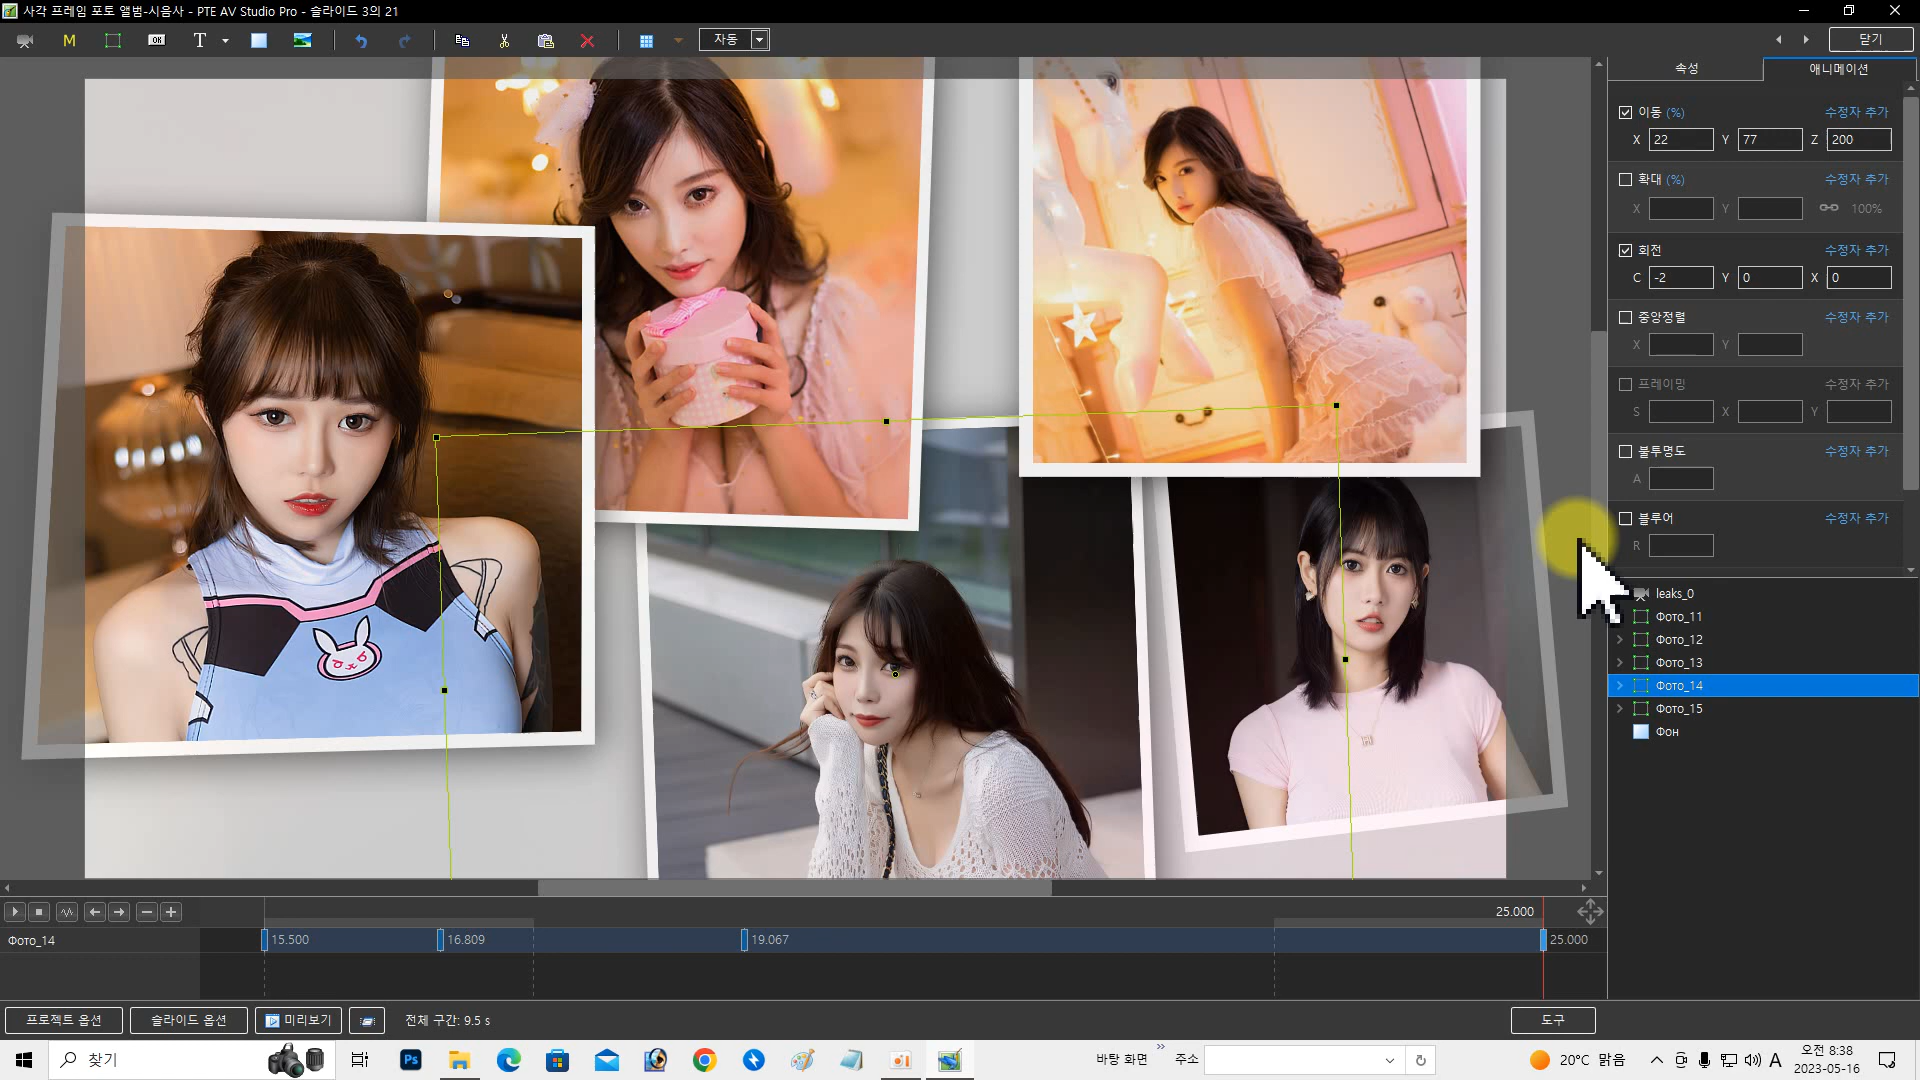 사각 프레임 포토 앨범-시음사 - PTE AV Studio Pro - 슬라이드 3의 21
M
OK
T
자동
닫기
속성
애니메이션
이동 (%)
수정자 추가
X 22 Y 77 Z 200
확대 (%)
수정자 추가
X Y 100%
회전
수정자 추가
C -2 Y 0 X 0
중앙정렬
수정자 추가
X Y
프레이밍
수정자 추가
S X Y
불투명도
수정자 추가
A
블루어
수정자 추가
R
leaks_0
Фото_11
Фото_12
Фото_13
Фото_14
Фото_15
Фон
25.000
Фото_14
15.500
16.809
19.067
25.000
프로젝트 옵션
슬라이드 옵션
미리보기
전체 구간: 9.5 s
도구
찾기
Ps
바탕 화면
»
주소
20°C 맑음
A
오전 8:38
2023-05-16